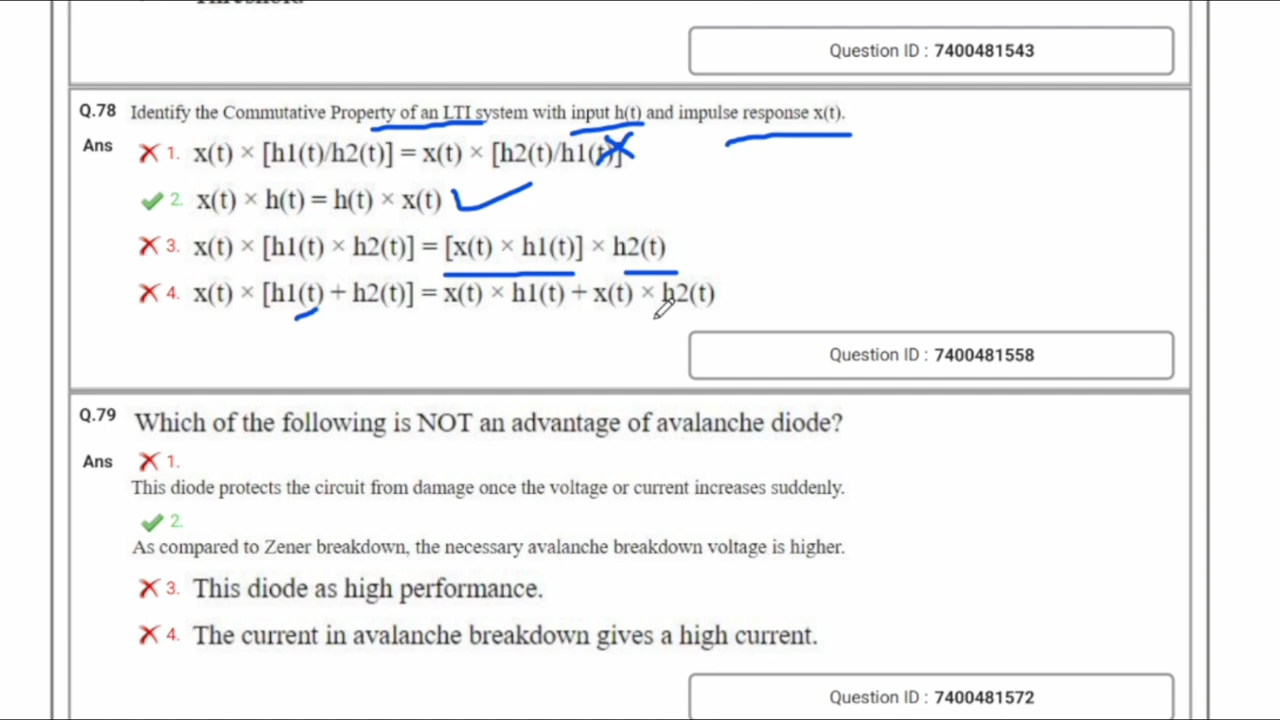 Question ID : 7400481543
Q.78 Identify the Commutative Property of an LTI system with input h(t) and impulse response x(t).
Ans 1. x(t) × [h1(t)/h2(t)] = x(t) × [h2(t)/h1(t)]
2. x(t) × h(t) = h(t) × x(t)
3. x(t) × [h1(t) × h2(t)] = [x(t) × h1(t)] × h2(t)
4. x(t) × [h1(t) + h2(t)] = x(t) × h1(t) + x(t) × h2(t)
Question ID : 7400481558
Q.79 Which of the following is NOT an advantage of avalanche diode?
Ans 1.
This diode protects the circuit from damage once the voltage or current increases suddenly.
2.
As compared to Zener breakdown, the necessary avalanche breakdown voltage is higher.
3. This diode as high performance.
4. The current in avalanche breakdown gives a high current.
Question ID : 7400481572